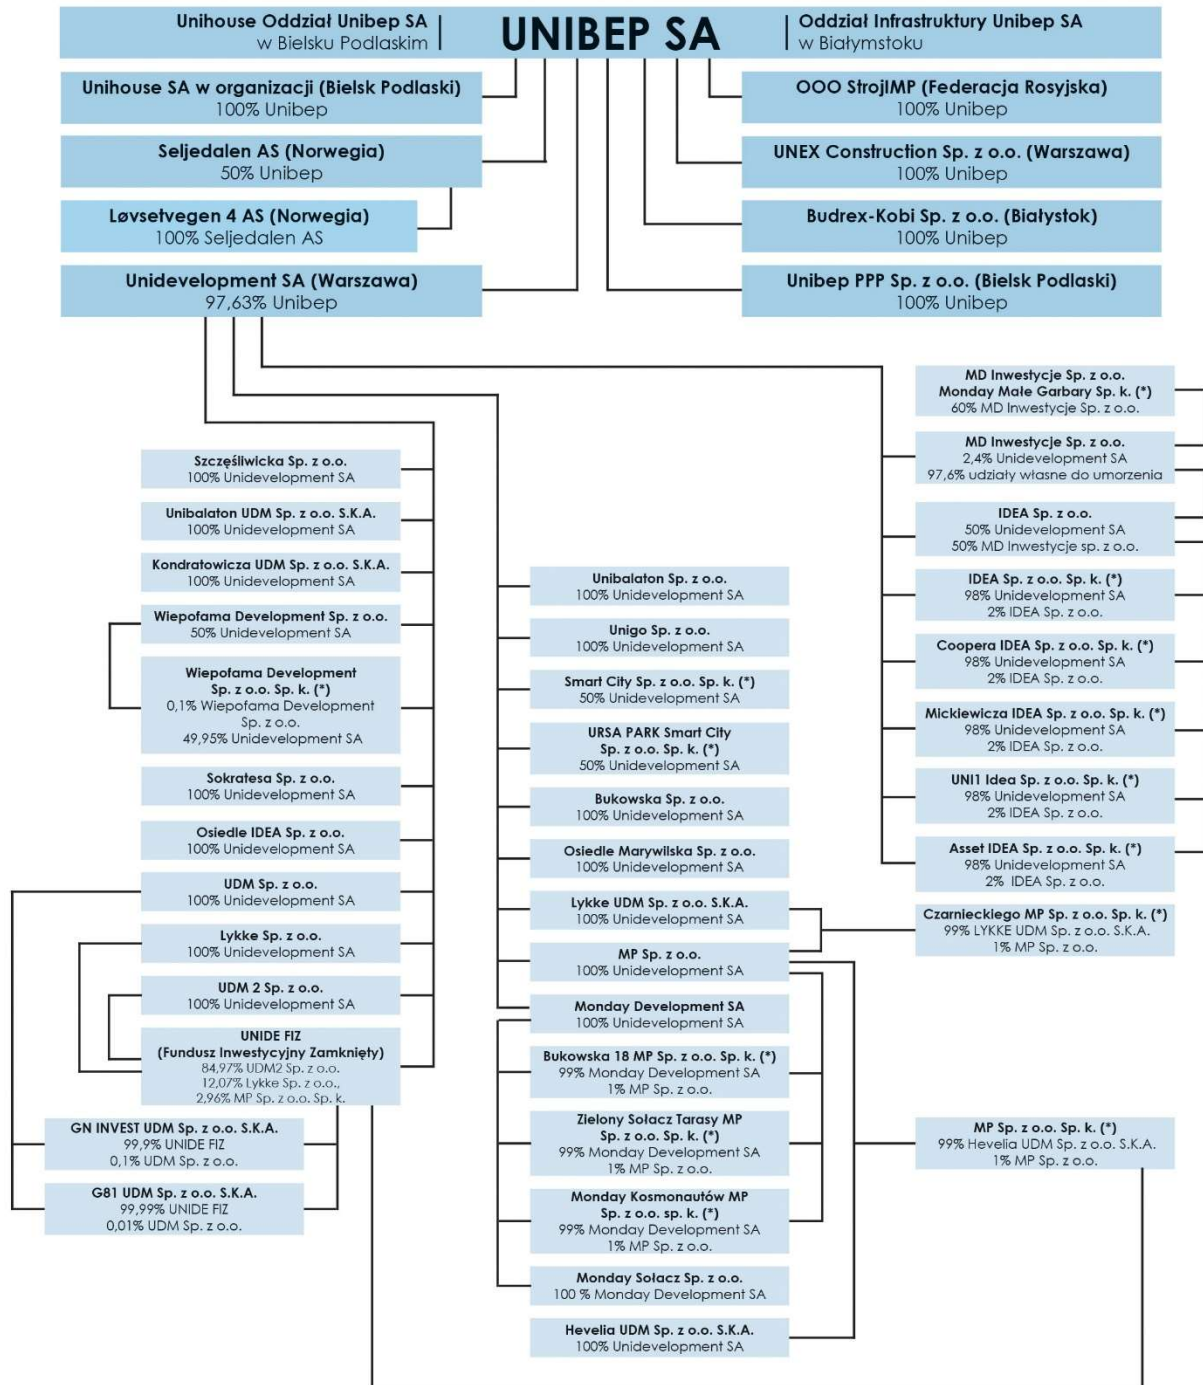 Unihouse Oddział Unibep SA
w Bielsku Podlaskim
UNIBEP SA
Oddział Infrastruktury Unibep SA
w Białymstoku
Unihouse SA w organizacji (Bielsk Podlaski)
100% Unibep
Seljedalen AS (Norwegia)
50% Unibep
Løvsetvegen 4 AS (Norwegia)
100% Seljedalen AS
Unidevelopment SA (Warszawa)
97,63% Unibep
OOO StrojIMP (Federacja Rosyjska)
100% Unibep
UNEX Construction Sp. z o.o. (Warszawa)
100% Unibep
Budrex-Kobi Sp. z o.o. (Białystok)
100% Unibep
Unibep PPP Sp. z o.o. (Bielsk Podlaski)
100% Unibep
Szczęśliwicka Sp. z o.o.
100% Unidevelopment SA
Unibalaton UDM Sp. z o.o. S.K.A.
100% Unidevelopment SA
Kondratowicza UDM Sp. z o.o. S.K.A.
100% Unidevelopment SA
Wiepofama Development Sp. z o.o.
50% Unidevelopment SA
Wiepofama Development
Sp. z o.o. Sp. k. (*)
0,1% Wiepofama Development
Sp. z o.o.
49,95% Unidevelopment SA
Sokratesa Sp. z o.o.
100% Unidevelopment SA
Osiedle IDEA Sp. z o.o.
100% Unidevelopment SA
UDM Sp. z o.o.
100% Unidevelopment SA
Lykke Sp. z o.o.
100% Unidevelopment SA
UDM 2 Sp. z o.o.
100% Unidevelopment SA
UNIDE FIZ
(Fundusz Inwestycyjny Zamknięty)
84,97% UDM2 Sp. z o.o.
12,07% Lykke Sp. z o.o.,
2,96% MP Sp. z o.o. Sp. k.
GN INVEST UDM Sp. z o.o. S.K.A.
99,9% UNIDE FIZ
0,1% UDM Sp. z o.o.
G81 UDM Sp. z o.o. S.K.A.
99,99% UNIDE FIZ
0,01% UDM Sp. z o.o.
Unibalaton Sp. z o.o.
100% Unidevelopment SA
Unigo Sp. z o.o.
100% Unidevelopment SA
Smart City Sp. z o.o. Sp. k. (*)
50% Unidevelopment SA
URSA PARK Smart City
Sp. z o.o. Sp. k. (*)
50% Unidevelopment SA
Bukowska Sp. z o.o.
100% Unidevelopment SA
Osiedle Marywilska Sp. z o.o.
100% Unidevelopment SA
Lykke UDM Sp. z o.o. S.K.A.
100% Unidevelopment SA
MP Sp. z o.o.
100% Unidevelopment SA
Monday Development SA
100% Unidevelopment SA
Bukowska 18 MP Sp. z o.o. Sp. k. (*)
99% Monday Development SA
1% MP Sp. z o.o.
Zielony Sołacz Tarasy MP
Sp. z o.o. Sp. k. (*)
99% Monday Development SA
1% MP Sp. z o.o.
Monday Kosmonautów MP
Sp. z o.o. sp. k. (*)
99% Monday Development SA
1% MP Sp. z o.o.
Monday Sołacz Sp. z o.o.
100 % Monday Development SA
Hevelia UDM Sp. z o.o. S.K.A.
100% Unidevelopment SA
MD Inwestycje Sp. z o.o.
Monday Małe Garbary Sp. k. (*)
60% MD Inwestycje Sp. z o.o.
MD Inwestycje Sp. z o.o.
2,4% Unidevelopment SA
97,6% udziały własne do umorzenia
IDEA Sp. z o.o.
50% Unidevelopment SA
50% MD Inwestycje sp. z o.o.
IDEA Sp. z o.o. Sp. k. (*)
98% Unidevelopment SA
2% IDEA Sp. z o.o.
Coopera IDEA Sp. z o.o. Sp. k. (*)
98% Unidevelopment SA
2% IDEA Sp. z o.o.
Mickiewicza IDEA Sp. z o.o. Sp. k. (*)
98% Unidevelopment SA
2% IDEA Sp. z o.o.
UNI1 Idea Sp. z o.o. Sp. k. (*)
98% Unidevelopment SA
2% IDEA Sp. z o.o.
Asset IDEA Sp. z o.o. Sp. k. (*)
98% Unidevelopment SA
2% IDEA Sp. z o.o.
Czarnieckiego MP Sp. z o.o. Sp. k. (*)
99% LYKKE UDM Sp. z o.o. S.K.A.
1% MP Sp. z o.o.
MP Sp. z o.o. Sp. k. (*)
99% Hevelia UDM Sp. z o.o. S.K.A.
1% MP Sp. z o.o.